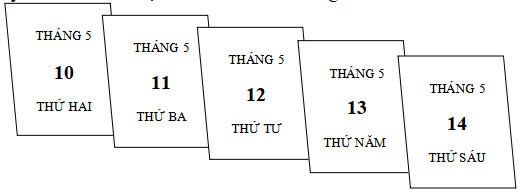 THÁNG 5
10
THỨ HAI
THÁNG 5
11
THỨ BA
THÁNG 5
12
THỨ TƯ
THÁNG 5
13
THỨ NĂM
THÁNG 5
14
THỨ SÁU